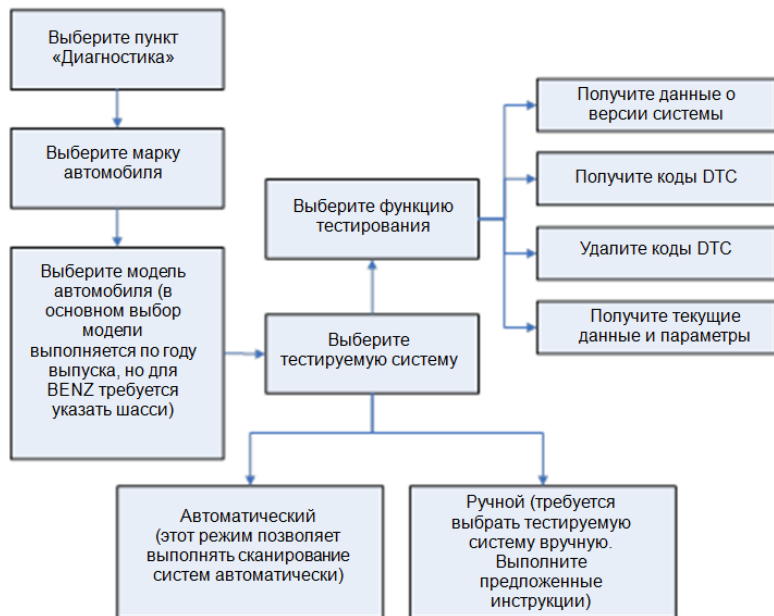 Выберите пункт
«Диагностика»
Выберите марку
автомобиля
Выберите модель
автомобиля (в
основном выбор
модели
выполняется по году
выпуска, но для
BENZ требуется
указать шасси)
Выберите
тестируемую систему
Выберите функцию
тестирования
Получите данные о
версии системы
Получите коды DTC
Удалите коды DTC
Получите текущие
данные и параметры
Автоматический
(этот режим позволяет
выполнять сканирование
систем автоматически)
Ручной (требуется
выбрать тестируемую
систему вручную.
Выполните
предложенные
инструкции)